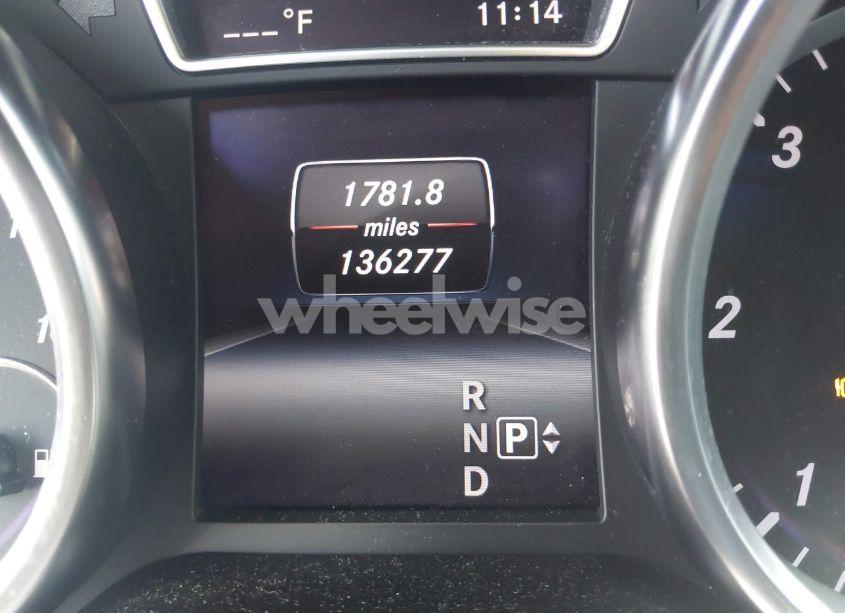 ___°F 11:14
1781.8
miles
136277
wheelwise
3
2
1
R
N P
D